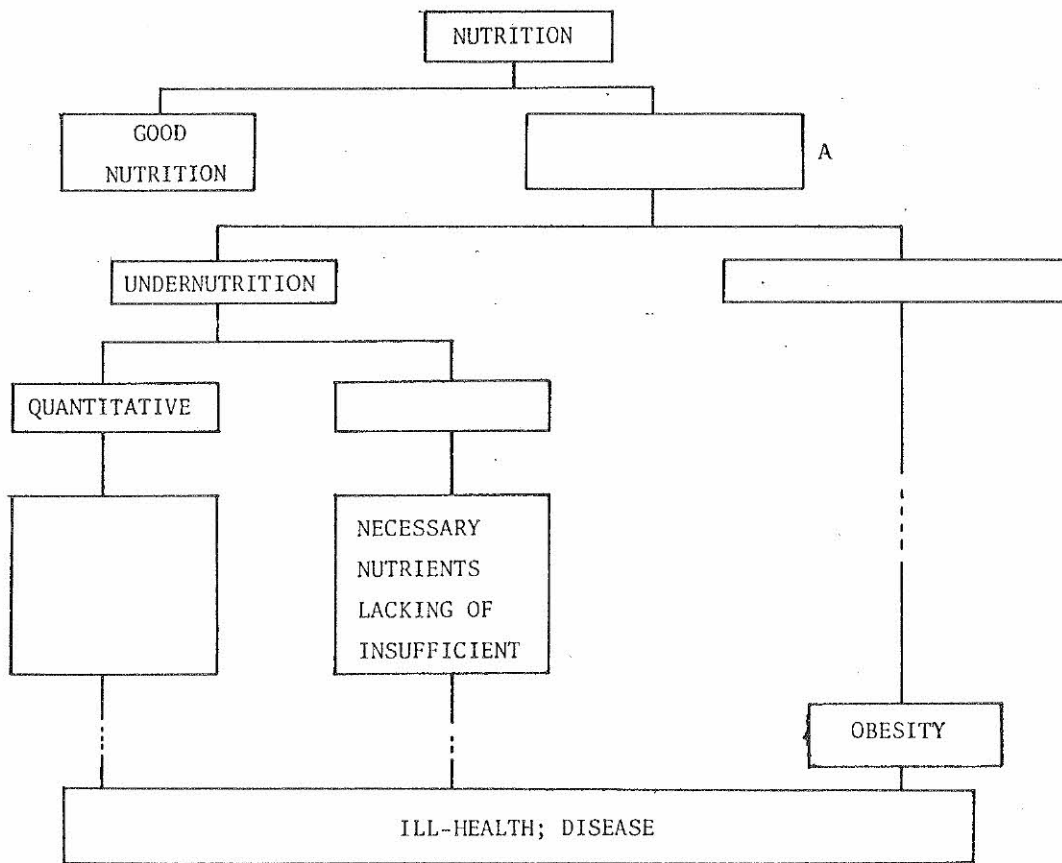 NUTRITION
GOOD
NUTRITION
A
UNDERNUTRITION
QUANTITATIVE
NECESSARY
NUTRIENTS
LACKING OF
INSUFFICIENT
OBESITY
ILL-HEALTH; DISEASE